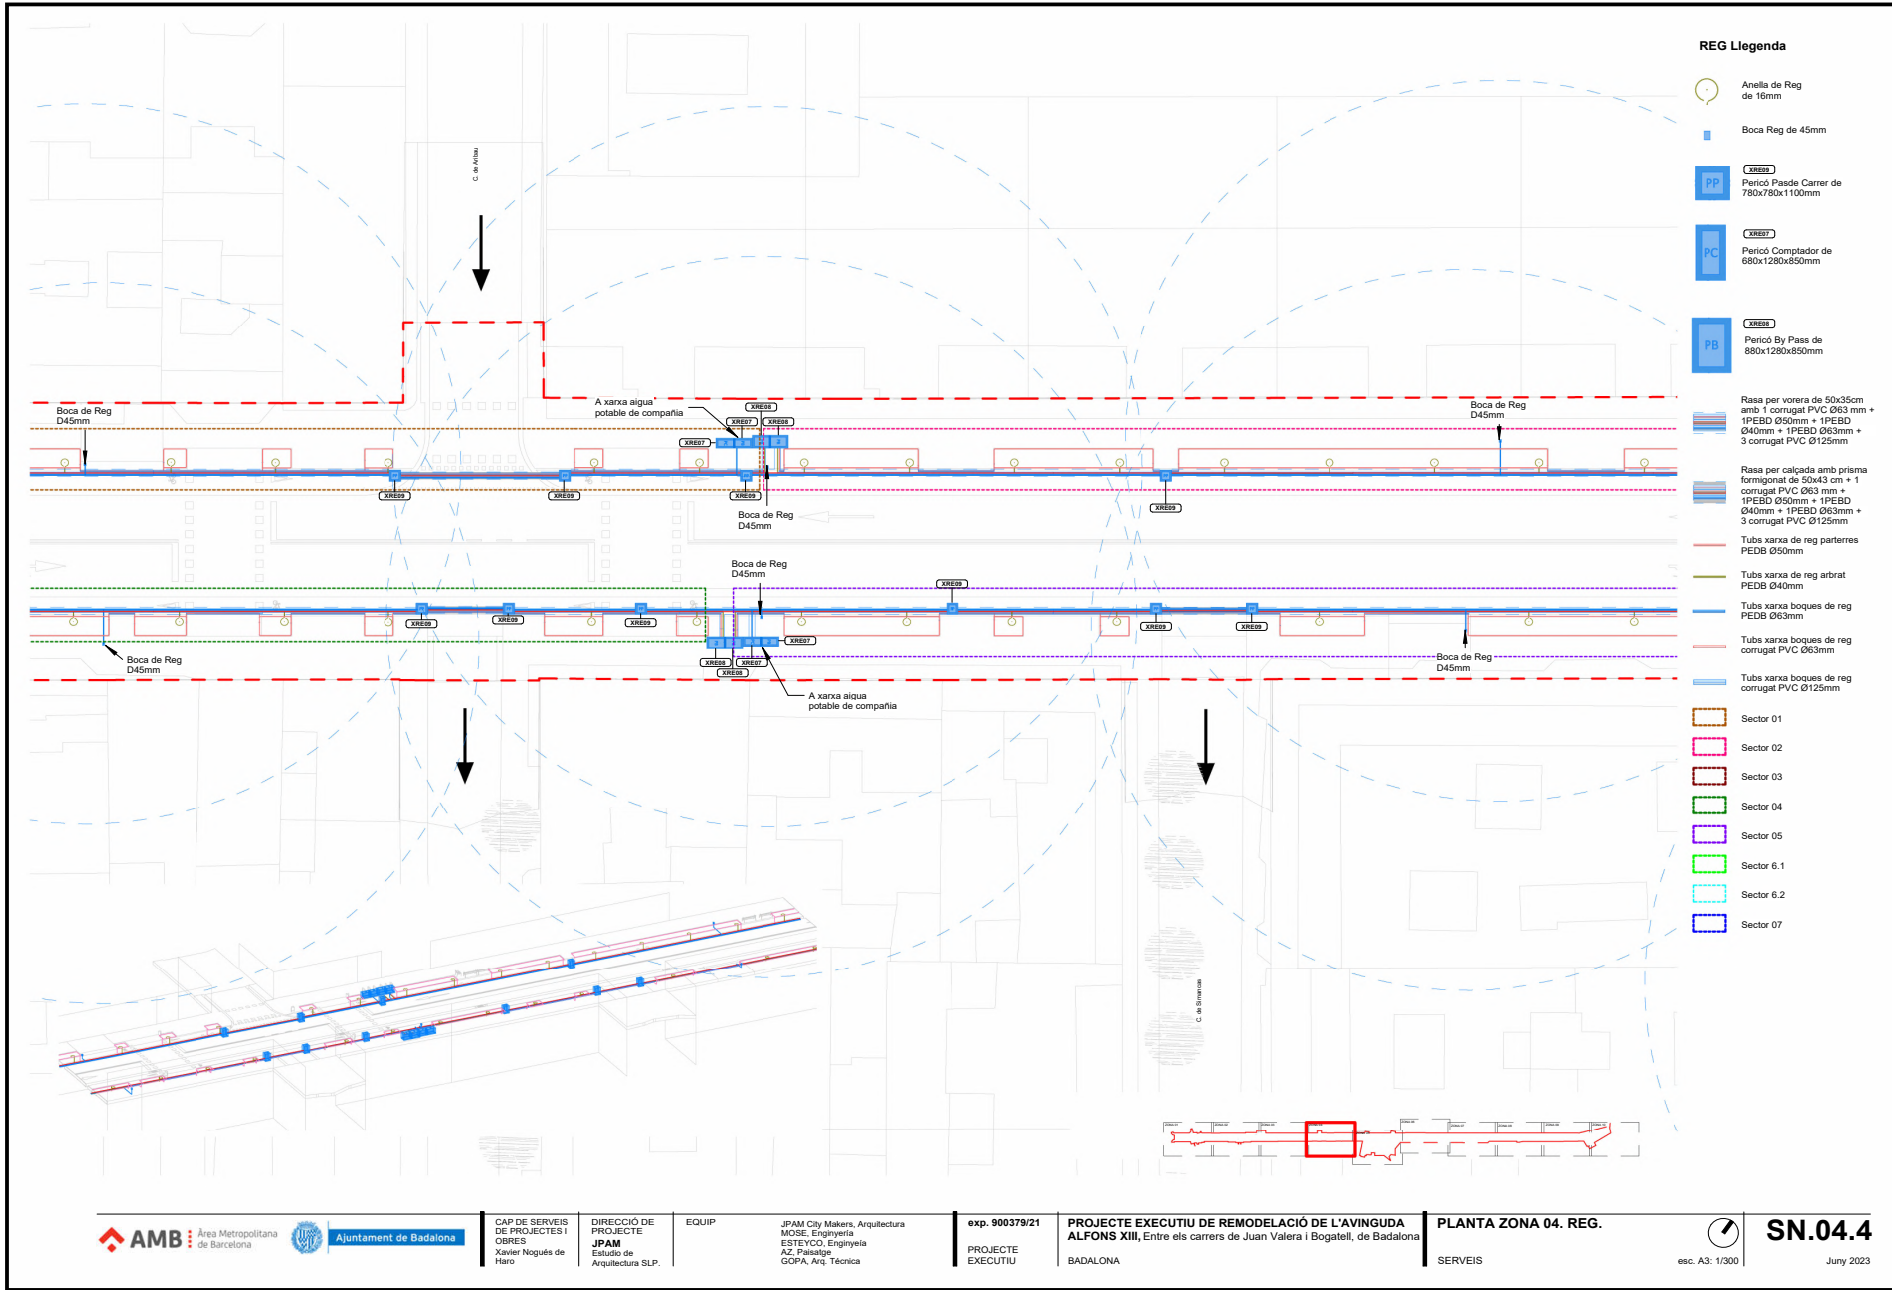 REG Llegenda
Anella de Reg
de 16mm
Boca Reg de 45mm
XRE09
PP
Pericó Pasde Carrer de
780x780x1100mm
XRE07
PC
Pericó Comptador de
680x1280x850mm
XRE08
PB
Pericó By Pass de
880x1280x850mm
Rasa per vorera de 50x35cm
amb 1 corrugat PVC Ø63 mm +
1PEBD Ø50mm + 1PEBD
Ø40mm + 1PEBD Ø63mm +
3 corrugat PVC Ø125mm
Rasa per calçada amb prisma
formigonat de 50x43 cm + 1
corrugat PVC Ø63 mm +
1PEBD Ø50mm + 1PEBD
Ø40mm + 1PEBD Ø63mm +
3 corrugat PVC Ø125mm
Tubs xarxa de reg parterres
PEDB Ø50mm
Tubs xarxa de reg arbrat
PEDB Ø40mm
Tubs xarxa boques de reg
PEDB Ø63mm
Tubs xarxa boques de reg
corrugat PVC Ø63mm
Tubs xarxa boques de reg
corrugat PVC Ø125mm
Sector 01
Sector 02
Sector 03
Sector 04
Sector 05
Sector 6.1
Sector 6.2
Sector 07
C. de Aribau
Boca de Reg
D45mm
A xarxa aigua
potable de compañia
XRE08
XRE07
XRE08
XRE07
Boca de Reg
D45mm
XRE09
XRE09
XRE09
XRE09
Boca de Reg
D45mm
Boca de Reg
D45mm
XRE09
XRE09
XRE09
XRE09
XRE09
XRE09
XRE07
XRE08
XRE07
XRE08
Boca de Reg
D45mm
Boca de Reg
D45mm
A xarxa aigua
potable de compañia
C. de Simancas
AMB
Àrea Metropolitana
de Barcelona
Ajuntament de Badalona
CAP DE SERVEIS
DE PROJECTES I
OBRES
Xavier Nogués de
Haro
DIRECCIÓ DE
PROJECTE
JPAM
Estudio de
Arquitectura SLP.
EQUIP
JPAM City Makers, Arquitectura
MOSE, Enginyería
ESTEYCO, Enginyeía
AZ, Paisatge
GOPA, Arq. Técnica
exp. 900379/21
PROJECTE
EXECUTIU
PROJECTE EXECUTIU DE REMODELACIÓ DE L'AVINGUDA
ALFONS XIII, Entre els carrers de Juan Valera i Bogatell, de Badalona
BADALONA
PLANTA ZONA 04. REG.
SERVEIS
esc. A3: 1/300
SN.04.4
Juny 2023